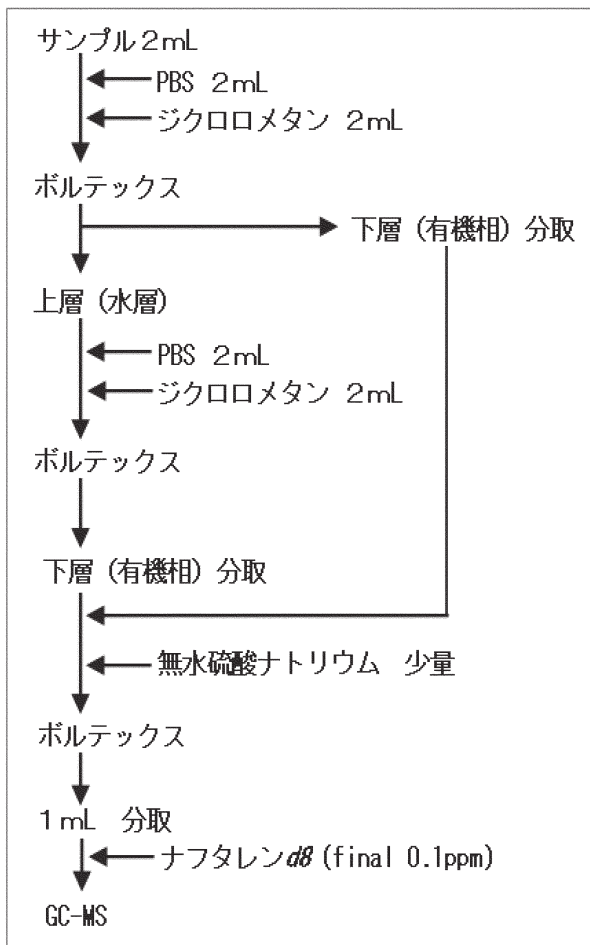 サンプル２mL
PBS ２mL
ジクロロメタン ２mL
ボルテックス
下層（有機相）分取
上層（水層）
PBS ２mL
ジクロロメタン ２mL
ボルテックス
下層（有機相）分取
無水硫酸ナトリウム　少量
ボルテックス
１mL 分取
ナフタレンd8 (final 0.1ppm)
GC-MS